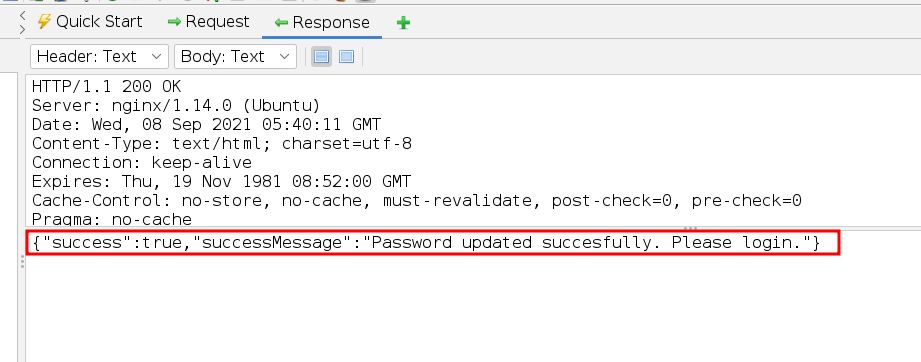 Quick Start Request Response
Header: Text Body: Text
HTTP/1.1 200 OK
Server: nginx/1.14.0 (Ubuntu)
Date: Wed, 08 Sep 2021 05:40:11 GMT
Content-Type: text/html; charset=utf-8
Connection: keep-alive
Expires: Thu, 19 Nov 1981 08:52:00 GMT
Cache-Control: no-store, no-cache, must-revalidate, post-check=0, pre-check=0
Pragma: no-cache
{"success":true,"successMessage":"Password updated succesfully. Please login."}